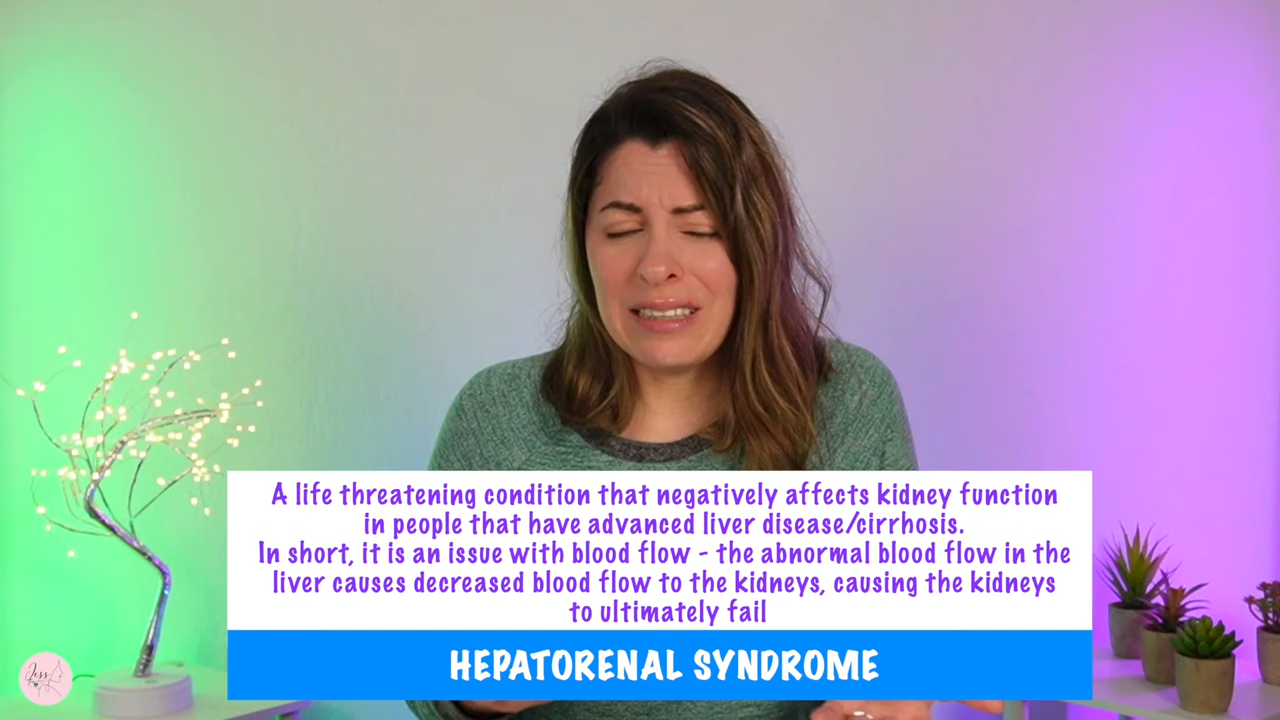 A life threatening condition that negatively affects kidney function
in people that have advanced liver disease/cirrhosis.
In short, it is an issue with blood flow - the abnormal blood flow in the
liver causes decreased blood flow to the kidneys, causing the kidneys
to ultimately fail
HEPATORENAL SYNDROME
Jess